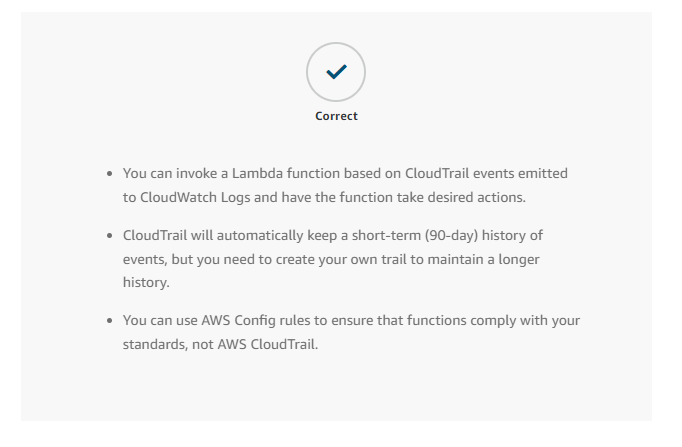 Correct
• You can invoke a Lambda function based on CloudTrail events emitted
to CloudWatch Logs and have the function take desired actions.
• CloudTrail will automatically keep a short-term (90-day) history of
events, but you need to create your own trail to maintain a longer
history.
• You can use AWS Config rules to ensure that functions comply with your
standards, not AWS CloudTrail.